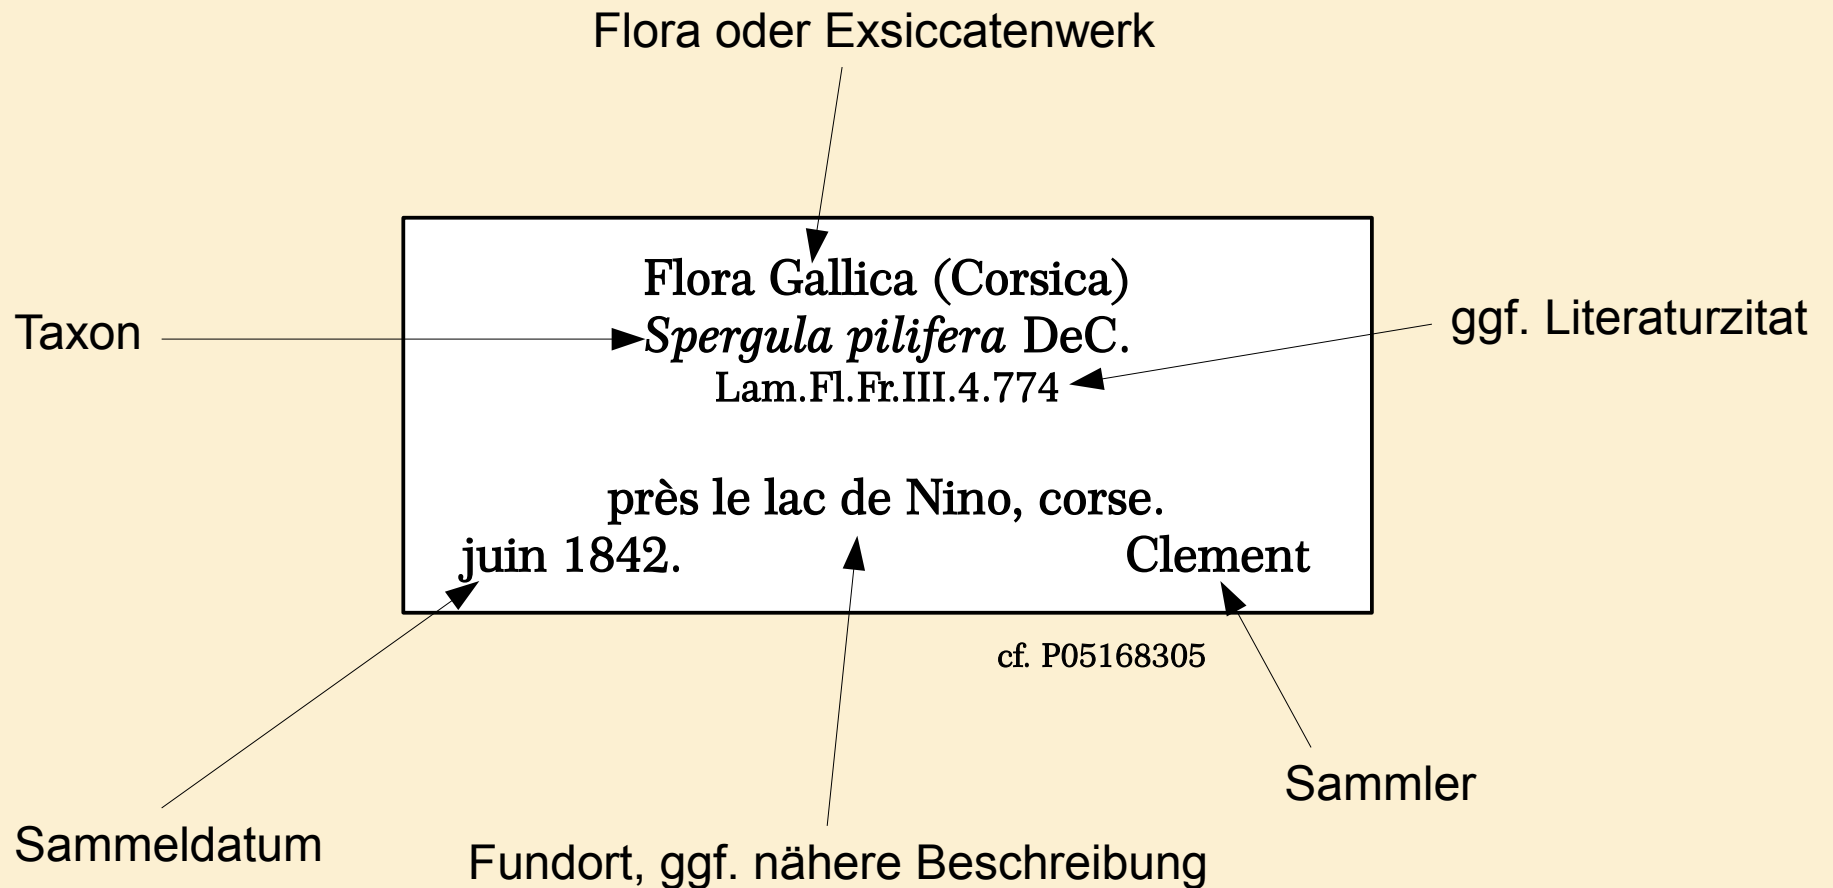 Flora oder Exsiccatenwerk
Flora Gallica (Corsica)
Taxon
Spergula pilifera DeC.
ggf. Literaturzitat
Lam.Fl.Fr.III.4.774
près le lac de Nino, corse.
juin 1842.
Clement
cf. P05168305
Sammler
Sammeldatum
Fundort, ggf. nähere Beschreibung